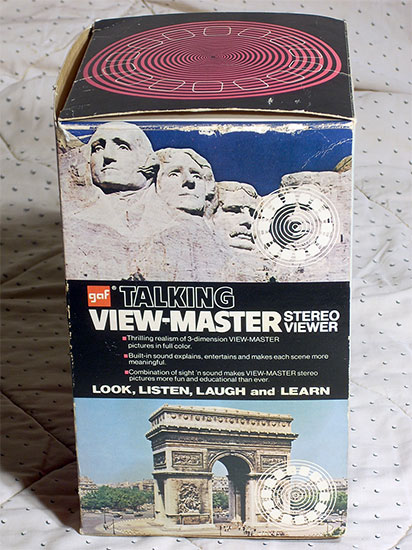 gaf® TALKING
VIEW-MASTER STEREO VIEWER
Thrilling realism of 3-dimension VIEW-MASTER
pictures in full color.
Built-in sound explains, entertains and makes each scene more
meaningful.
Combination of sight 'n sound makes VIEW-MASTER stereo
pictures more fun and educational than ever.
LOOK, LISTEN, LAUGH and LEARN